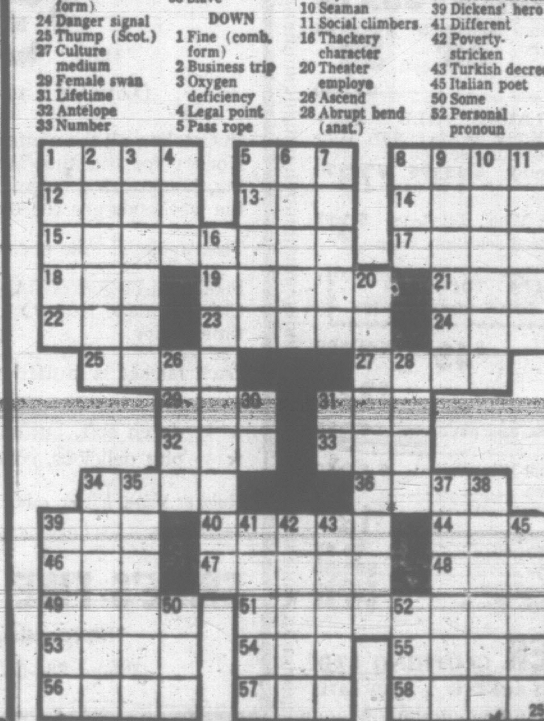 form).
24 Danger signal
25 Thump (Scot.)
27 Culture
medium
29 Female swan
31 Lifetime
32 Antelope
33 Number
DOWN
1 Fine (comb.
form)
2 Business trip
3 Oxygen
deficiency
4 Legal point
5 Pass rope
10 Seaman
11 Social climbers
16 Thackery
character
20 Theater
employe
26 Ascend
28 Abrupt bend
(anat.)
39 Dickens' hero
41 Different
42 Poverty-
stricken
43 Turkish decree
45 Italian poet
50 Some
52 Personal
pronoun
1 2 3 4 5 6 7 8 9 10 11
12 13 14
15 16 17
18 19 20 21
22 23 24
25 26 27 28
29 30 31
32 33
34 35 36 37 38
39 40 41 42 43 44 45
46 47 48
49 50 51 52
53 54 55
56 57 58